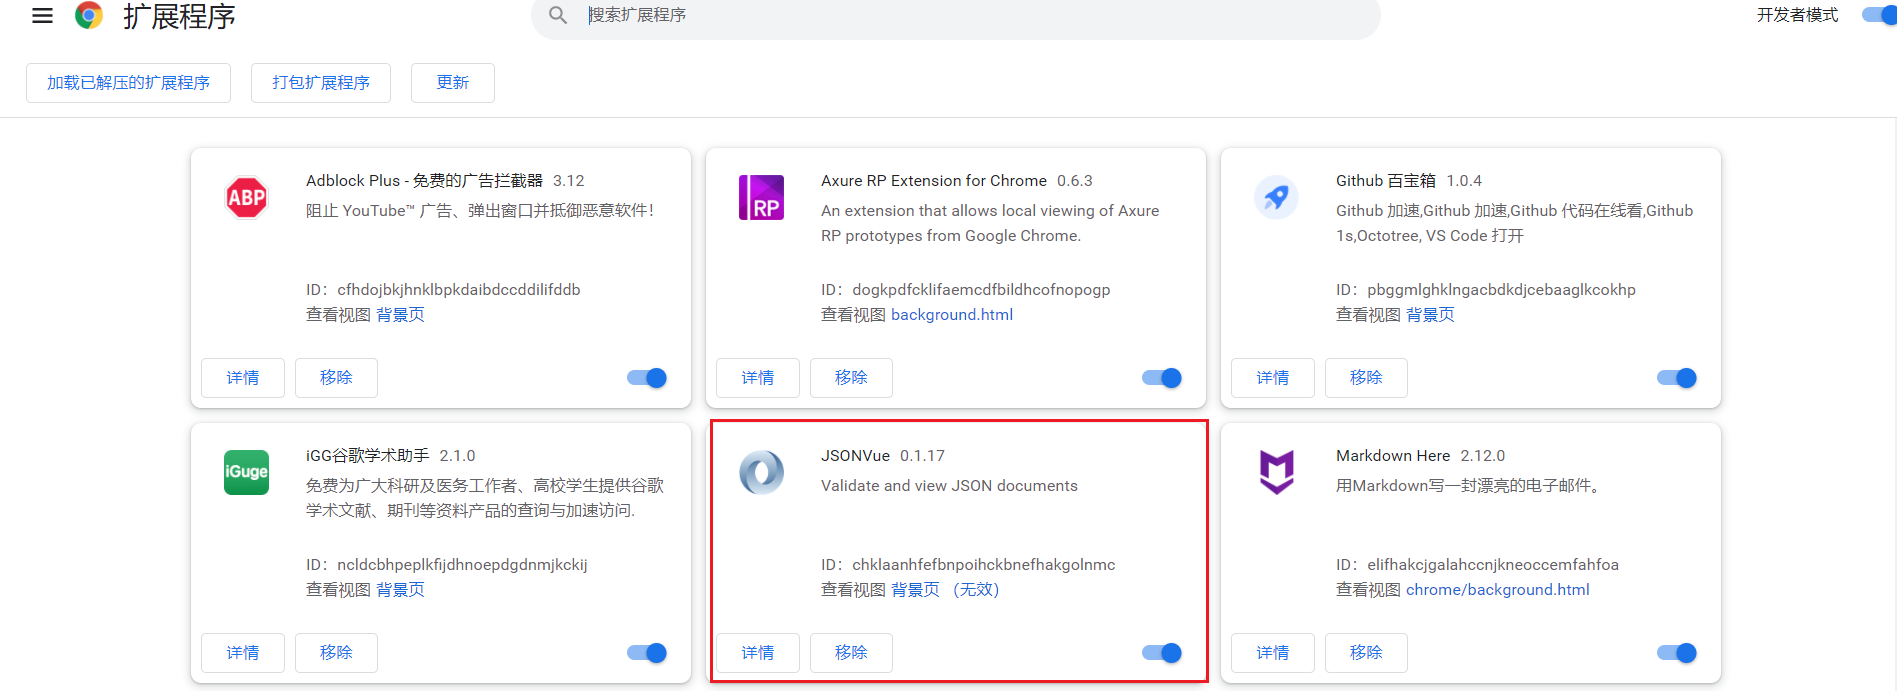 扩展程序
搜索扩展程序
开发者模式
加载已解压的扩展程序
打包扩展程序
更新
ABP
Adblock Plus - 免费的广告拦截器 3.12
阻止 YouTube™ 广告、弹出窗口并抵御恶意软件！
ID： cfhdojbkjhnklbpkdaibdccddilifddb
查看视图 背景页
详情
移除
RP
Axure RP Extension for Chrome 0.6.3
An extension that allows local viewing of Axure
RP prototypes from Google Chrome.
ID： dogkpdfcklifaemcdfbildhcofnopogp
查看视图 background.html
详情
移除
Github 百宝箱 1.0.4
Github 加速,Github 加速,Github 代码在线看,Github
1s,Octotree, VS Code 打开
ID： pbggmlghklngacbdkdjcebaaglkcokhp
查看视图 背景页
详情
移除
iGuge
iGG谷歌学术助手 2.1.0
免费为广大科研及医务工作者、高校学生提供谷歌
学术文献、期刊等资料产品的查询与加速访问.
ID： ncldcbhpeplkfijdhnoepdgdnmjkckij
查看视图 背景页
详情
移除
JSONVue 0.1.17
Validate and view JSON documents
ID： chklaanhfefbnpoihckbnefhakgolnmc
查看视图 背景页 （无效）
详情
移除
Markdown Here 2.12.0
用Markdown写一封漂亮的电子邮件。
ID： elifhakcjgalahccnjkneoccemfahfoa
查看视图 chrome/background.html
详情
移除